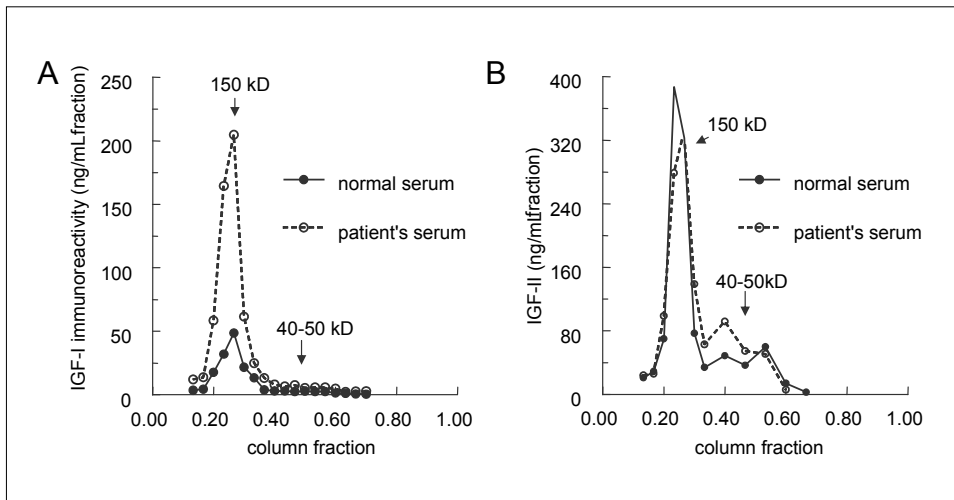 A
IGF-I immunoreactivity (ng/mLfraction)
250
200
150
100
50
0
150 kD
normal serum
patient's serum
40-50 kD
0.00 0.20 0.40 0.60 0.80 1.00
column fraction
B
IGF-II (ng/mLfraction)
400
320
240
160
80
0
150 kD
normal serum
patient's serum
40-50kD
0.00 0.20 0.40 0.60 0.80 1.00
column fraction